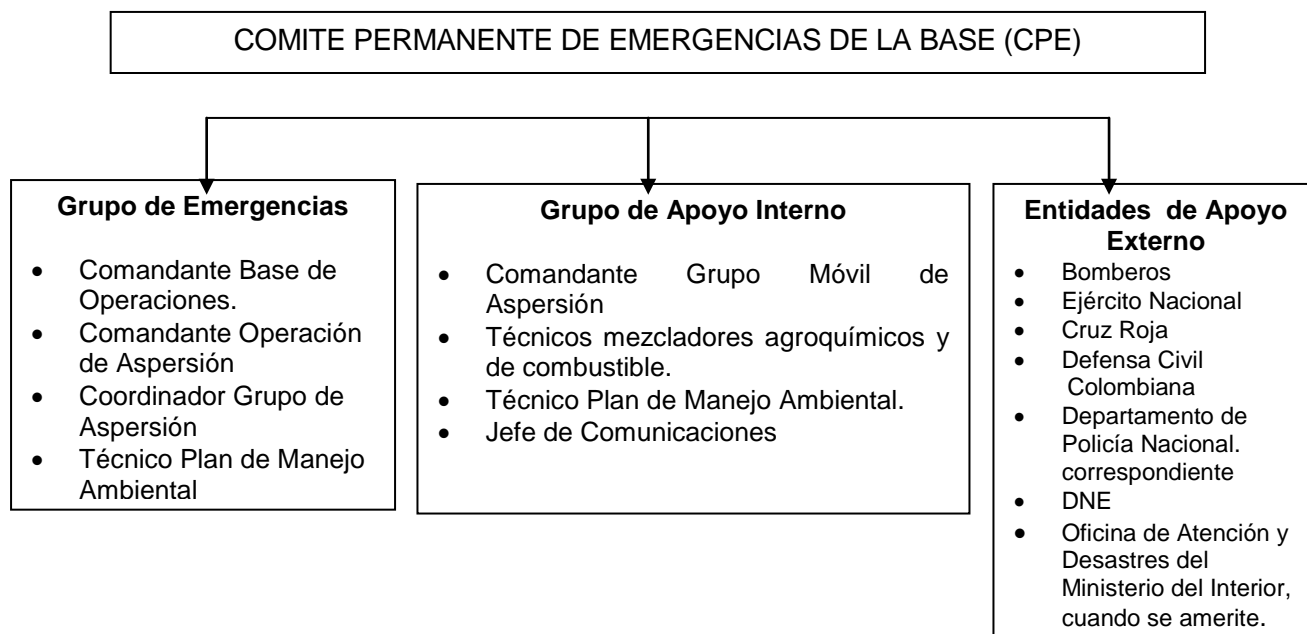 COMITE PERMANENTE DE EMERGENCIAS DE LA BASE (CPE)
Grupo de Emergencias
• Comandante Base de
Operaciones.
• Comandante Operación
de Aspersión
• Coordinador Grupo de
Aspersión
• Técnico Plan de Manejo
Ambiental
Grupo de Apoyo Interno
• Comandante Grupo Móvil de
Aspersión
• Técnicos mezcladores agroquímicos y
de combustible.
• Técnico Plan de Manejo Ambiental.
• Jefe de Comunicaciones
Entidades de Apoyo
Externo
• Bomberos
• Ejército Nacional
• Cruz Roja
• Defensa Civil
Colombiana
• Departamento de
Policía Nacional.
correspondiente
• DNE
• Oficina de Atención y
Desastres del
Ministerio del Interior,
cuando se amerite.